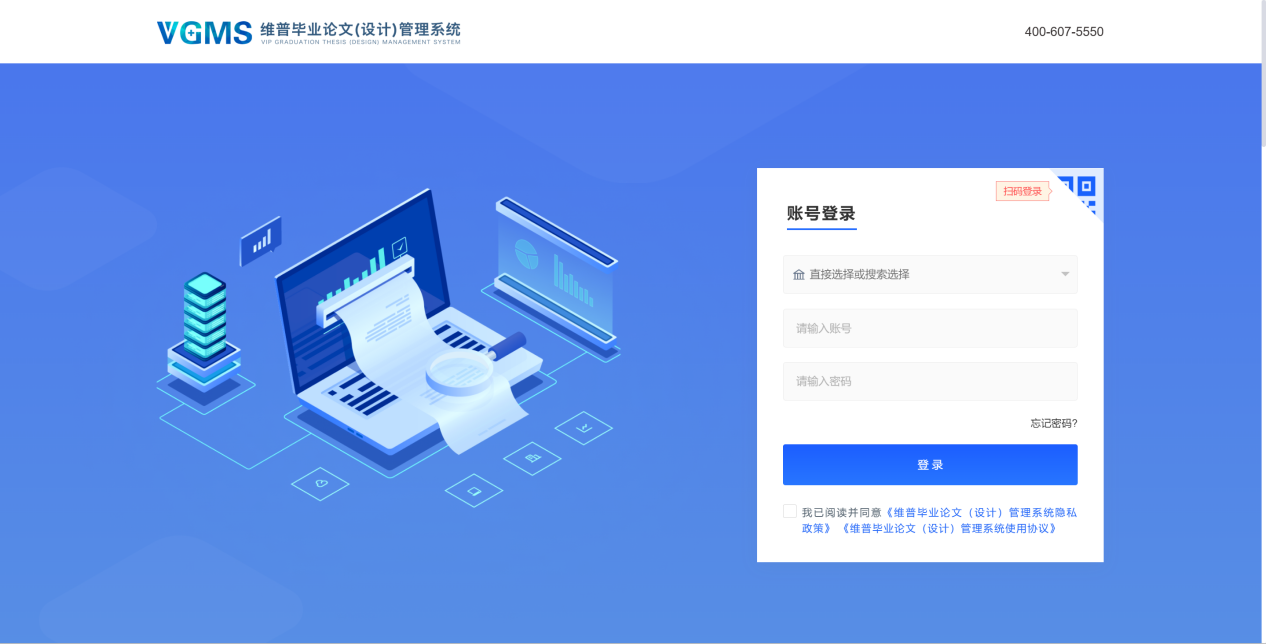 VGMS 维普毕业论文(设计)管理系统
VIP GRADUATION THESIS (DESIGN) MANAGEMENT SYSTEM
400-607-5550
扫码登录
账号登录
直接选择或搜索选择
请输入账号
请输入密码
忘记密码?
登录
我已阅读并同意《维普毕业论文（设计）管理系统隐私
政策》《维普毕业论文（设计）管理系统使用协议》